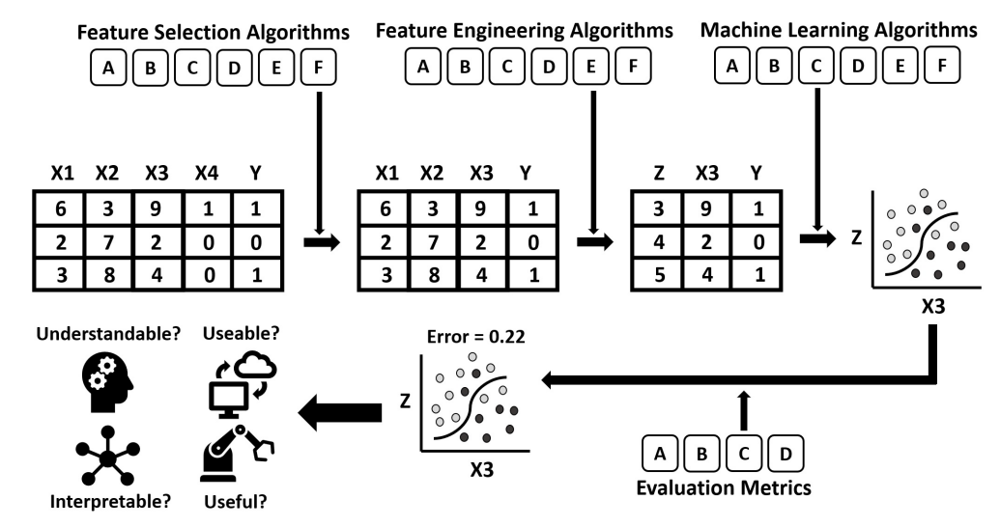 Feature Selection Algorithms
A B C D E F
Feature Engineering Algorithms
A B C D E F
Machine Learning Algorithms
A B C D E F
X1 X2 X3 X4 Y
6 3 9 1 1
2 7 2 0 0
3 8 4 0 1
X1 X2 X3 Y
6 3 9 1
2 7 2 0
3 8 4 1
Z X3 Y
3 9 1
4 2 0
5 4 1
Z
X3
Understandable?
Useable?
Interpretable?
Useful?
Error = 0.22
Z
X3
A B C D
Evaluation Metrics